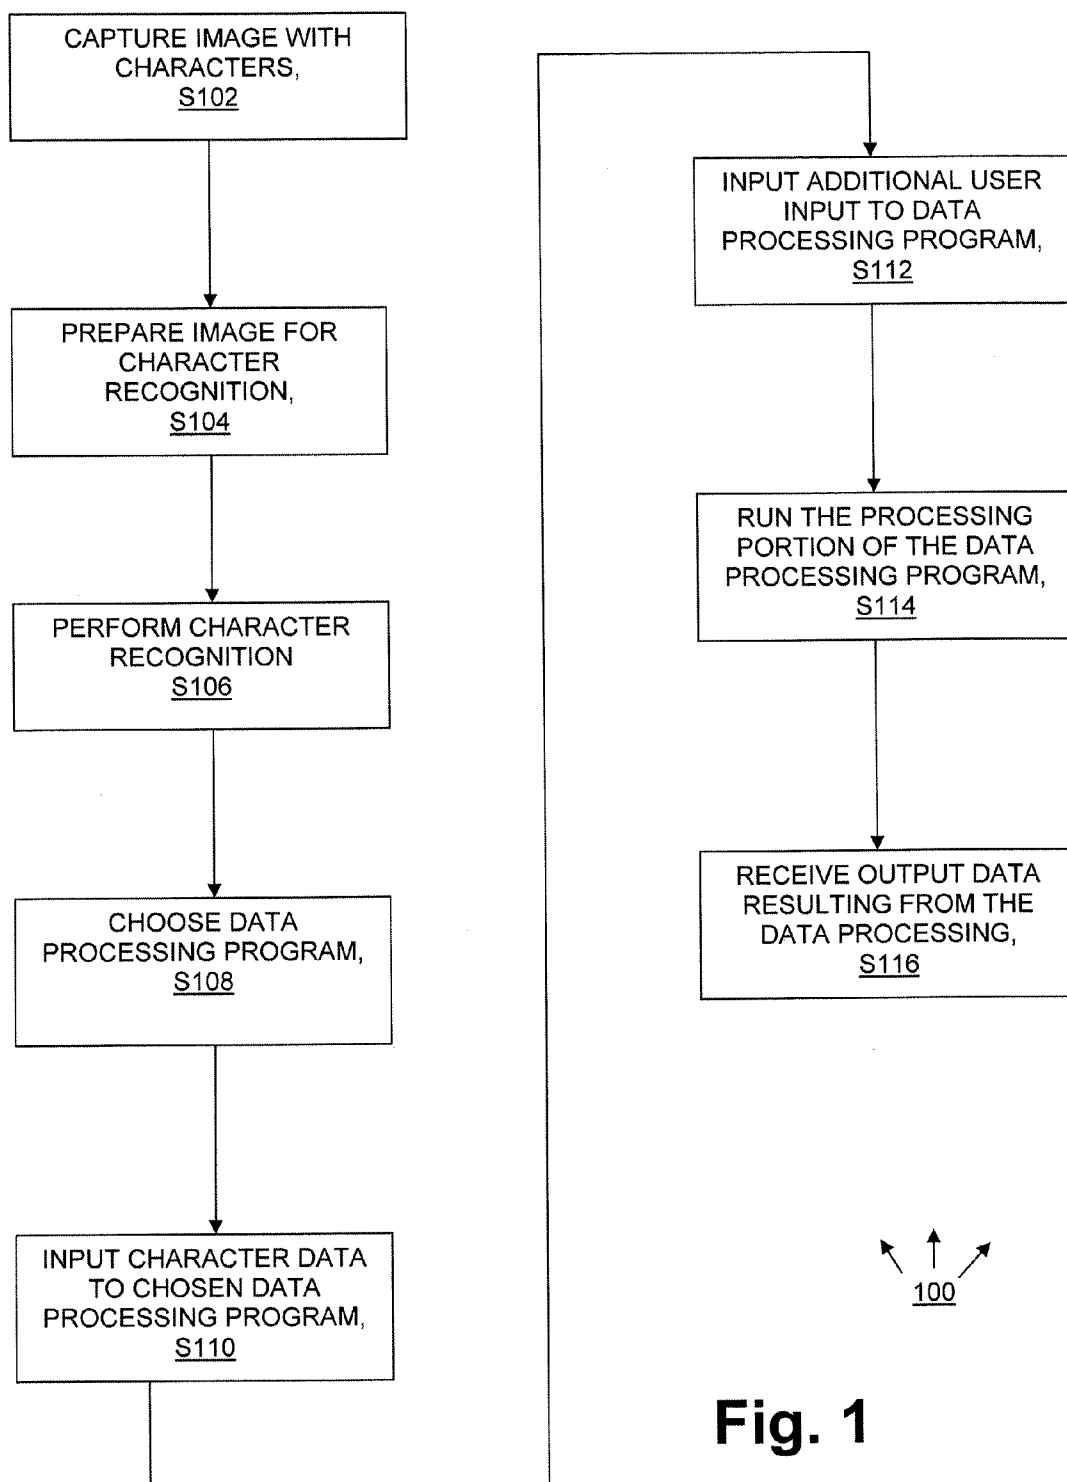 CAPTURE IMAGE WITH
CHARACTERS,
S102
PREPARE IMAGE FOR
CHARACTER
RECOGNITION,
S104
PERFORM CHARACTER
RECOGNITION
S106
CHOOSE DATA
PROCESSING PROGRAM,
S108
INPUT CHARACTER DATA
TO CHOSEN DATA
PROCESSING PROGRAM,
S110
INPUT ADDITIONAL USER
INPUT TO DATA
PROCESSING PROGRAM,
S112
RUN THE PROCESSING
PORTION OF THE DATA
PROCESSING PROGRAM,
S114
RECEIVE OUTPUT DATA
RESULTING FROM THE
DATA PROCESSING,
S116
100
Fig. 1